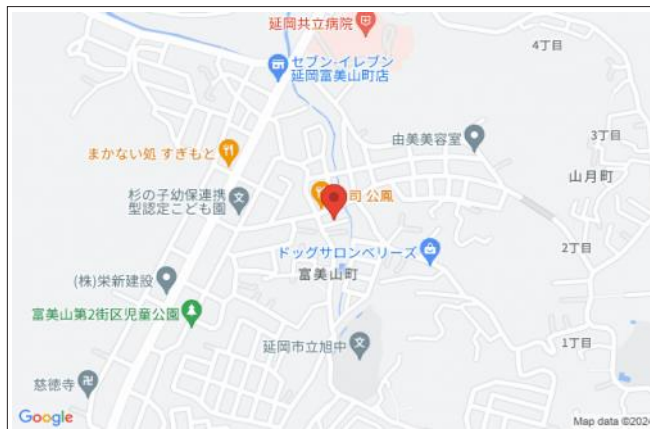 延岡共立病院
4丁目
セブン-イレブン
延岡富美山町店
3丁目
由美美容室
まかない処 すぎもと
山月町
杉の子幼保連携
型認定こども園
司 公鳳
2丁目
ドッグサロンベリーズ
(株)栄新建設
富美山町
富美山第2街区児童公園
延岡市立旭中
1丁目
慈徳寺
Google
Map data ©2024